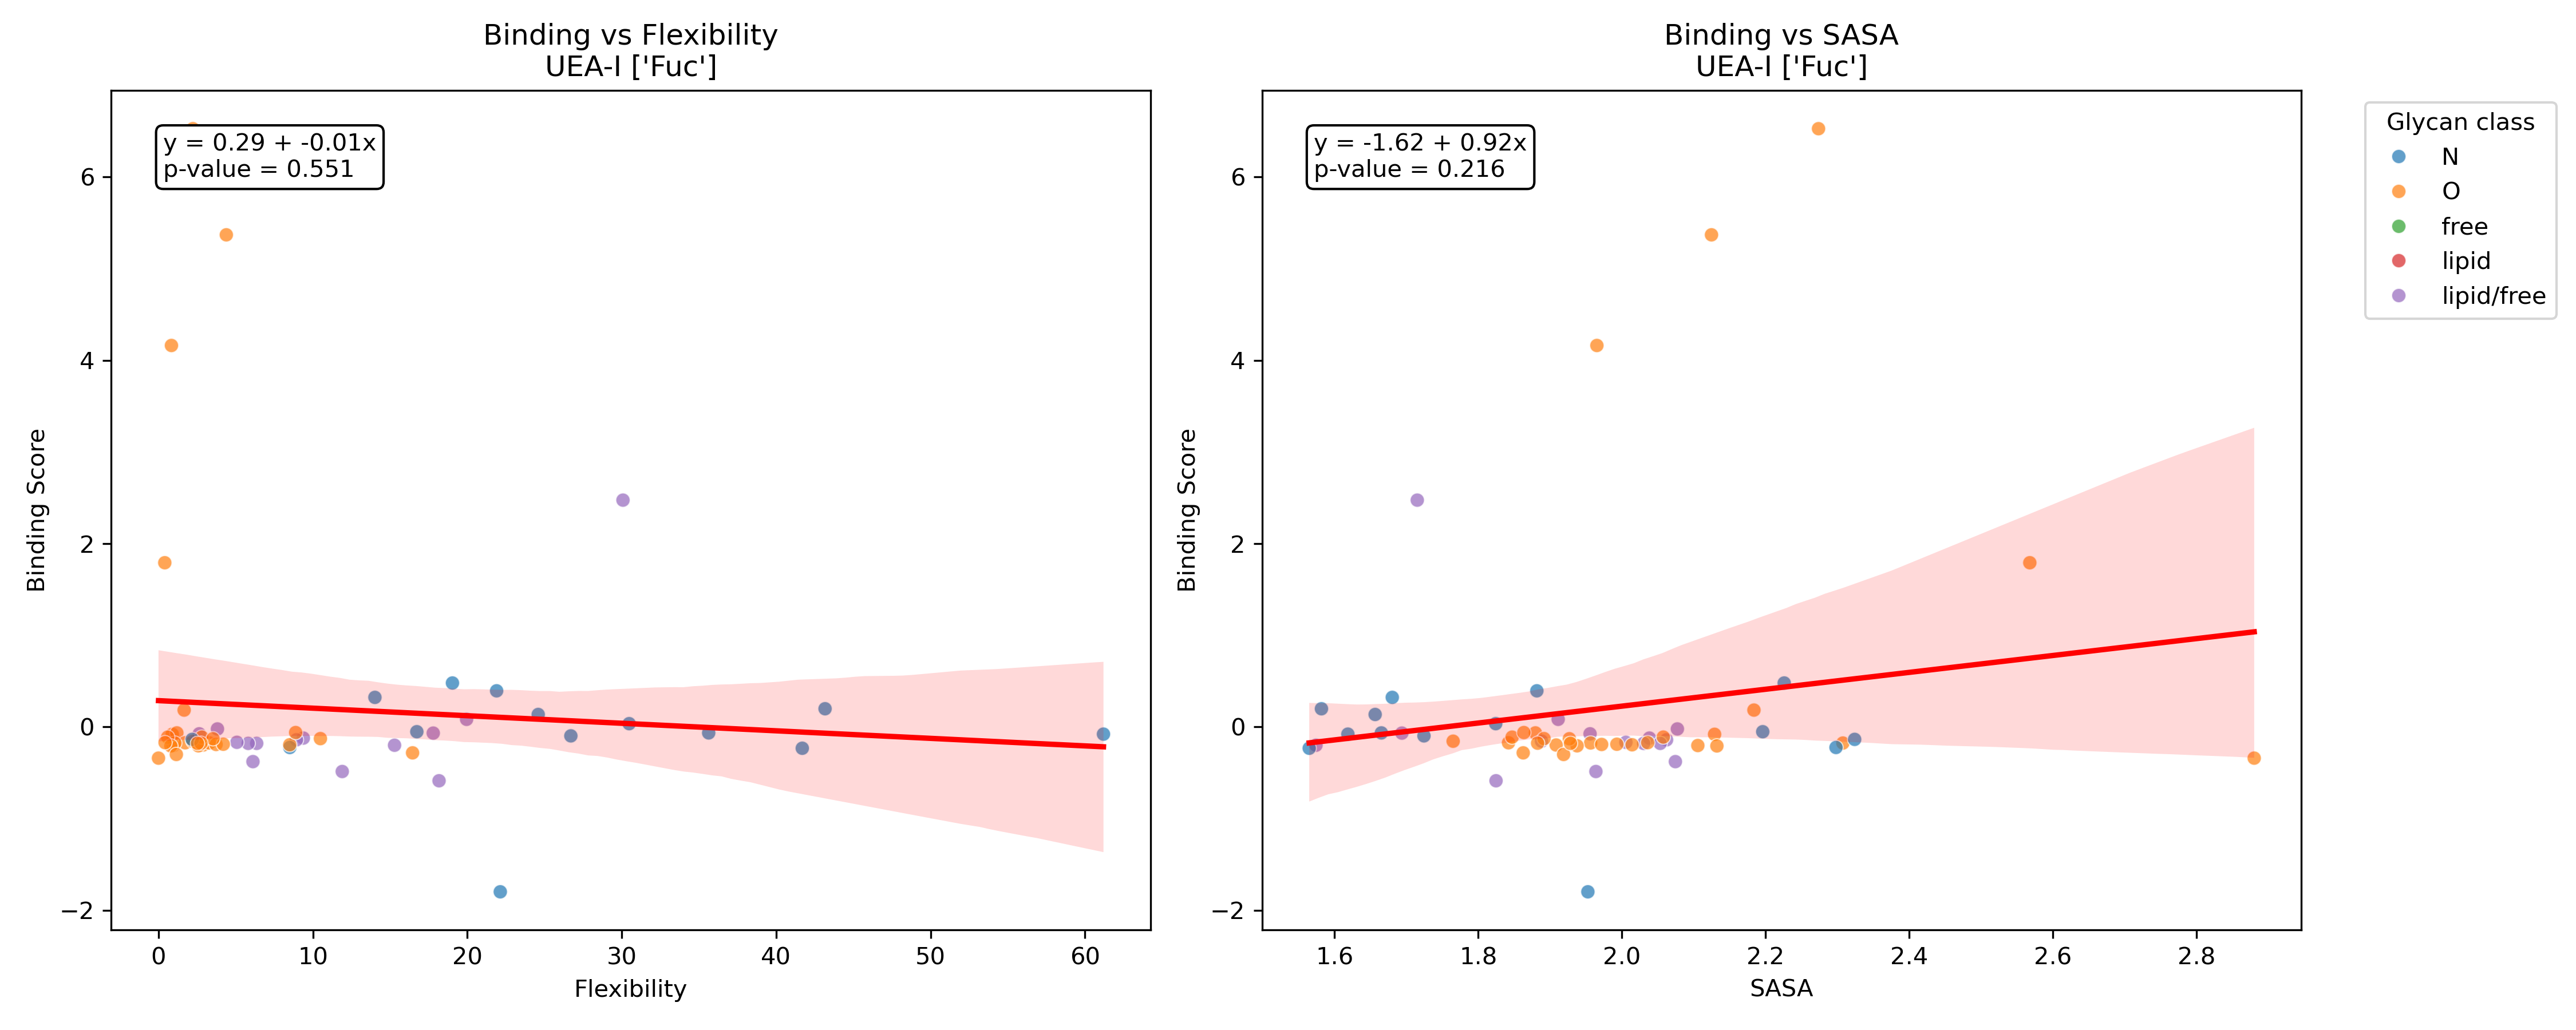 Binding vs Flexibility
UEA-I ['Fuc']
y = 0.29 + -0.01x
p-value = 0.551
Binding Score
6
4
2
0
−2
0 10 20 30 40 50 60
Flexibility
Binding vs SASA
UEA-I ['Fuc']
y = -1.62 + 0.92x
p-value = 0.216
Binding Score
6
4
2
0
−2
1.6 1.8 2.0 2.2 2.4 2.6 2.8
SASA
Glycan class
N
O
free
lipid
lipid/free